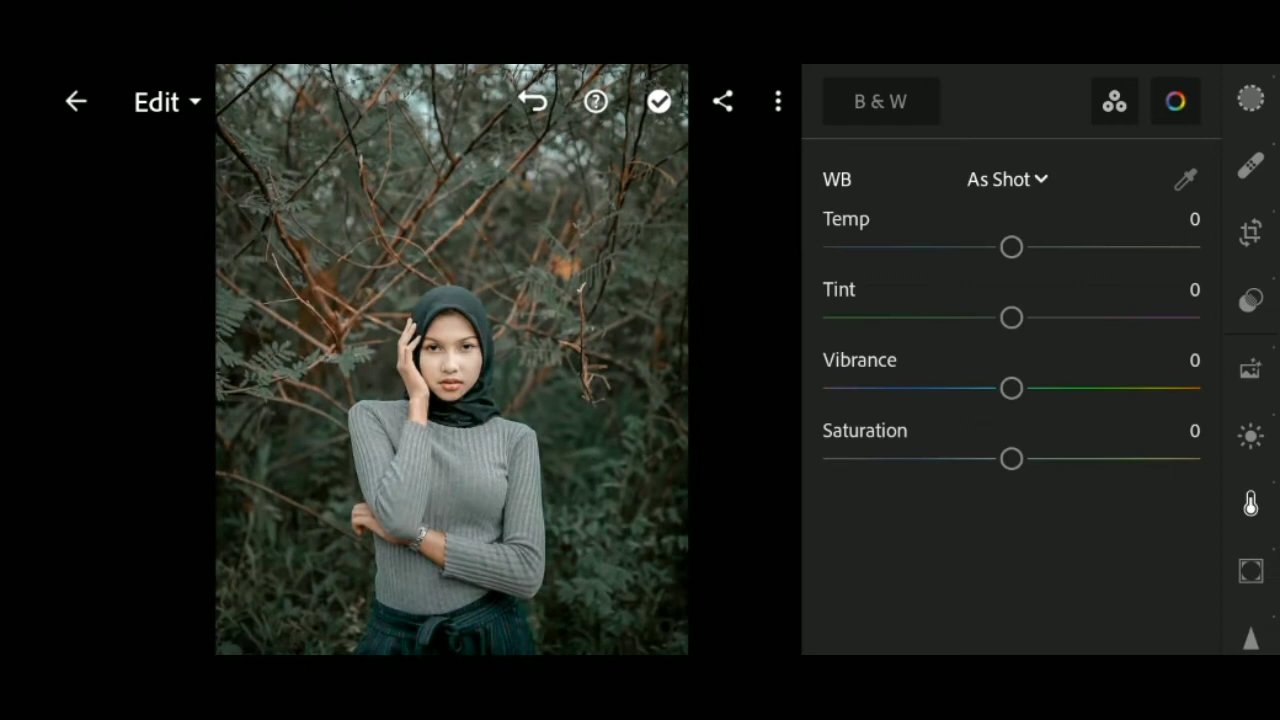 Edit
B & W
WB As Shot
Temp 0
Tint 0
Vibrance 0
Saturation 0